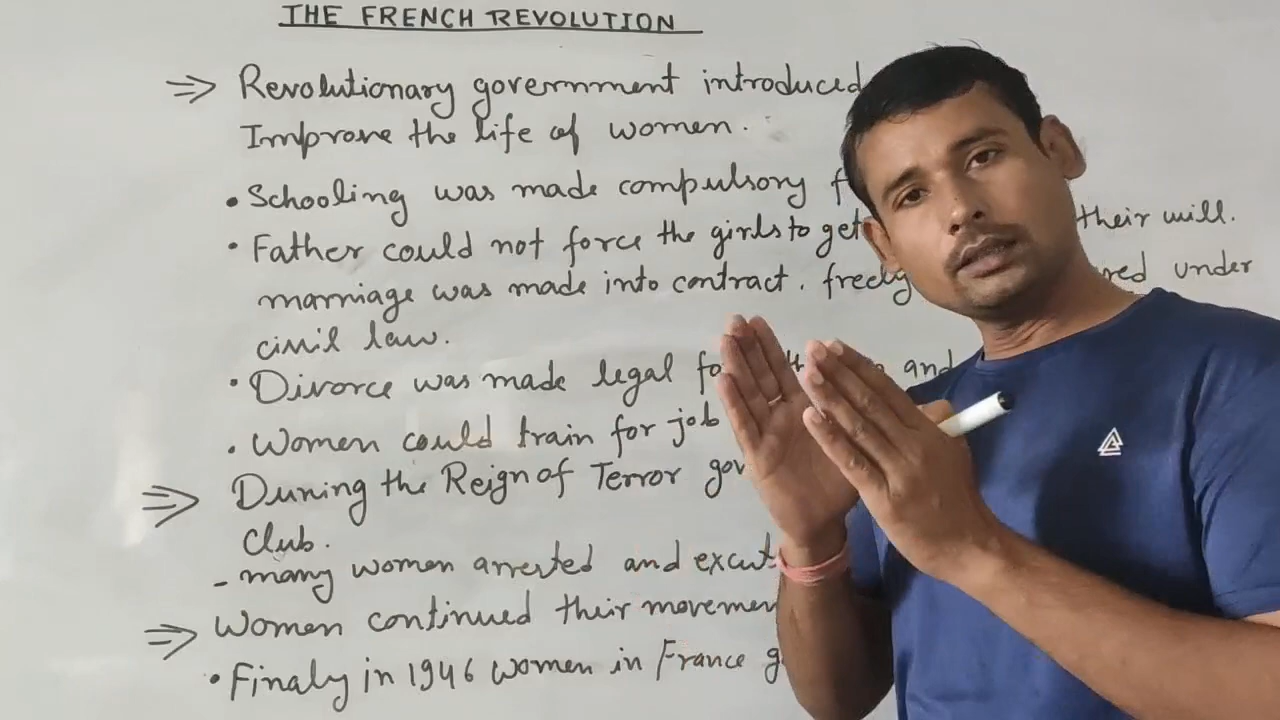 THE FRENCH REVOLUTION
⇒ Revolutionary government introduced
Improve the life of women.
• Schooling was made compulsory f
• Father could not force the girls to get their will.
marriage was made into contract. freely red under
civil law.
• Divorce was made legal fo and
• Women could train for job
⇒ During the Reign of Terror gov
Club.
- many women arrested and excut
⇒ Women continued their movemen
• Finaly in 1946 women in France g